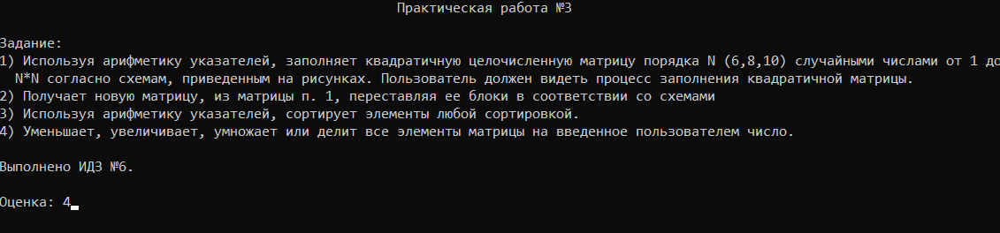 Практическая работа №3
Задание:
1) Используя арифметику указателей, заполняет квадратичную целочисленную матрицу порядка N (6,8,10) случайными числами от 1 до
N*N согласно схемам, приведенным на рисунках. Пользователь должен видеть процесс заполнения квадратичной матрицы.
2) Получает новую матрицу, из матрицы п. 1, переставляя ее блоки в соответствии со схемами
3) Используя арифметику указателей, сортирует элементы любой сортировкой.
4) Уменьшает, увеличивает, умножает или делит все элементы матрицы на введенное пользователем число.
Выполнено ИДЗ №6.
Оценка: 4